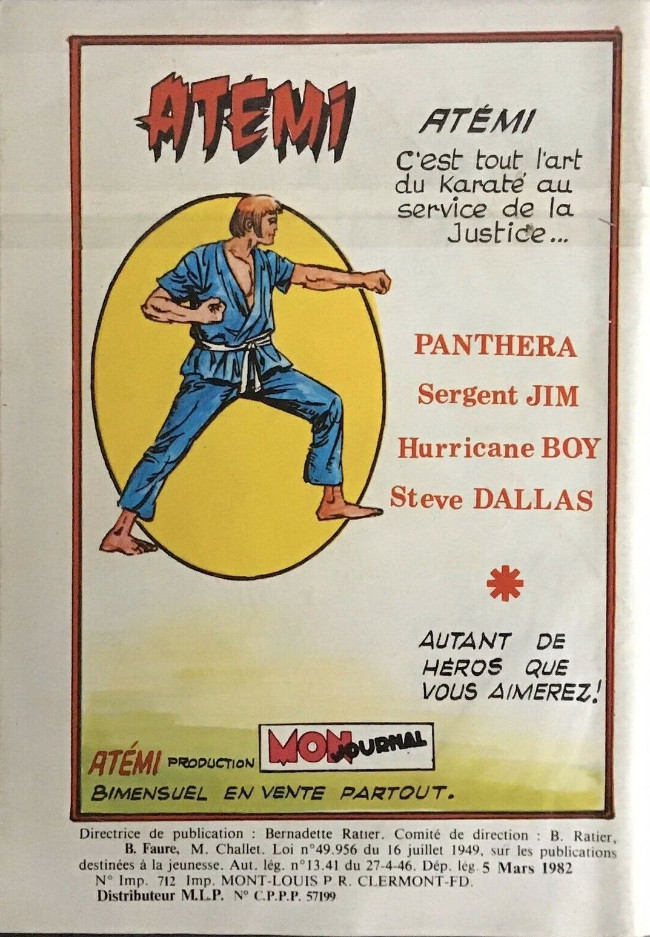 ATÉMI
ATÉMI
C'est tout l'art
du Karaté au
service de la
Justice...
PANTHERA
Sergent JIM
Hurricane BOY
Steve DALLAS
*
AUTANT DE
HÉROS QUE
VOUS AIMEREZ!
ATÉMI PRODUCTION MON JOURNAL
BIMENSUEL EN VENTE PARTOUT.
Directrice de publication : Bernadette Ratier. Comité de direction : B. Ratier,
B. Faure, M. Challet. Loi n°49.956 du 16 juillet 1949, sur les publications
destinées à la jeunesse. Aut. lég. n°13.41 du 27-4-46. Dép. lég. 5 Mars 1982
N° Imp. 712 Imp. MONT-LOUIS P R. CLERMONT-FD.
Distributeur M.L.P. N° C.P.P.P. 57199